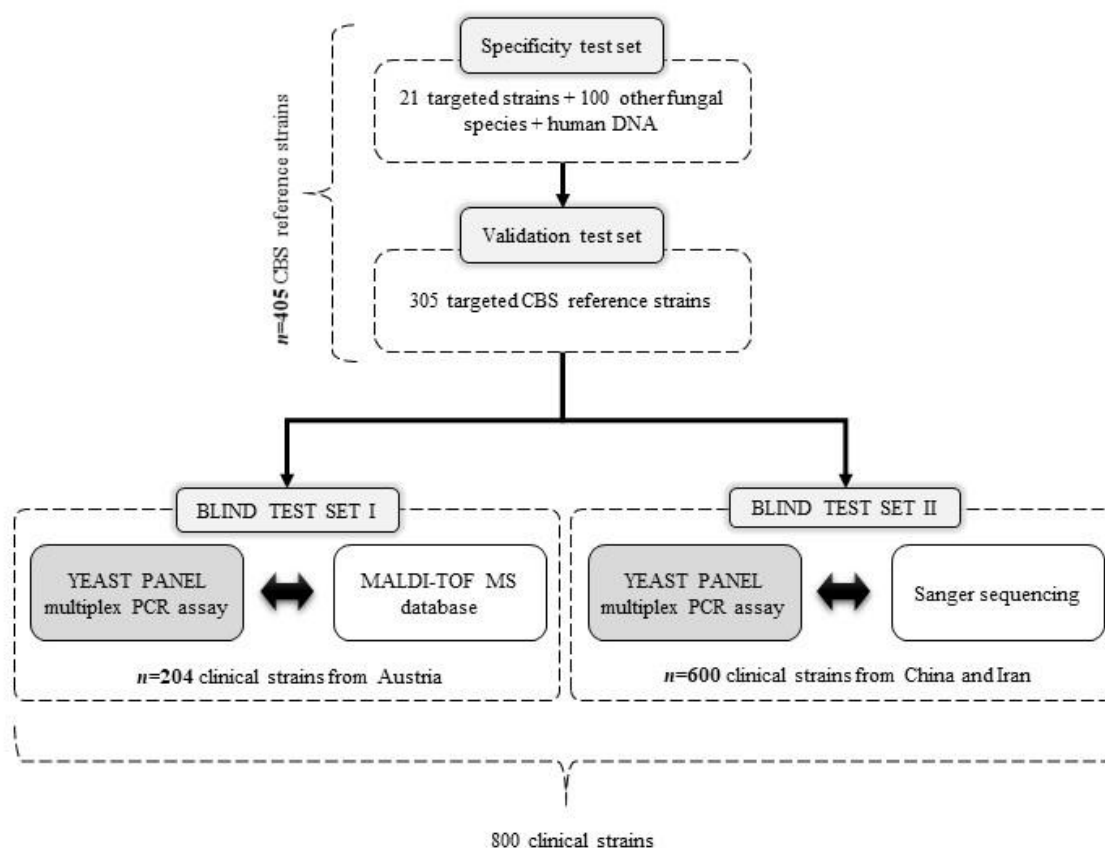 Specificity test set
21 targeted strains + 100 other fungal
species + human DNA
n=405 CBS reference strains
Validation test set
305 targeted CBS reference strains
BLIND TEST SET I
YEAST PANEL
multiplex PCR assay
MALDI-TOF MS
database
n=204 clinical strains from Austria
BLIND TEST SET II
YEAST PANEL
multiplex PCR assay
Sanger sequencing
n=600 clinical strains from China and Iran
800 clinical strains